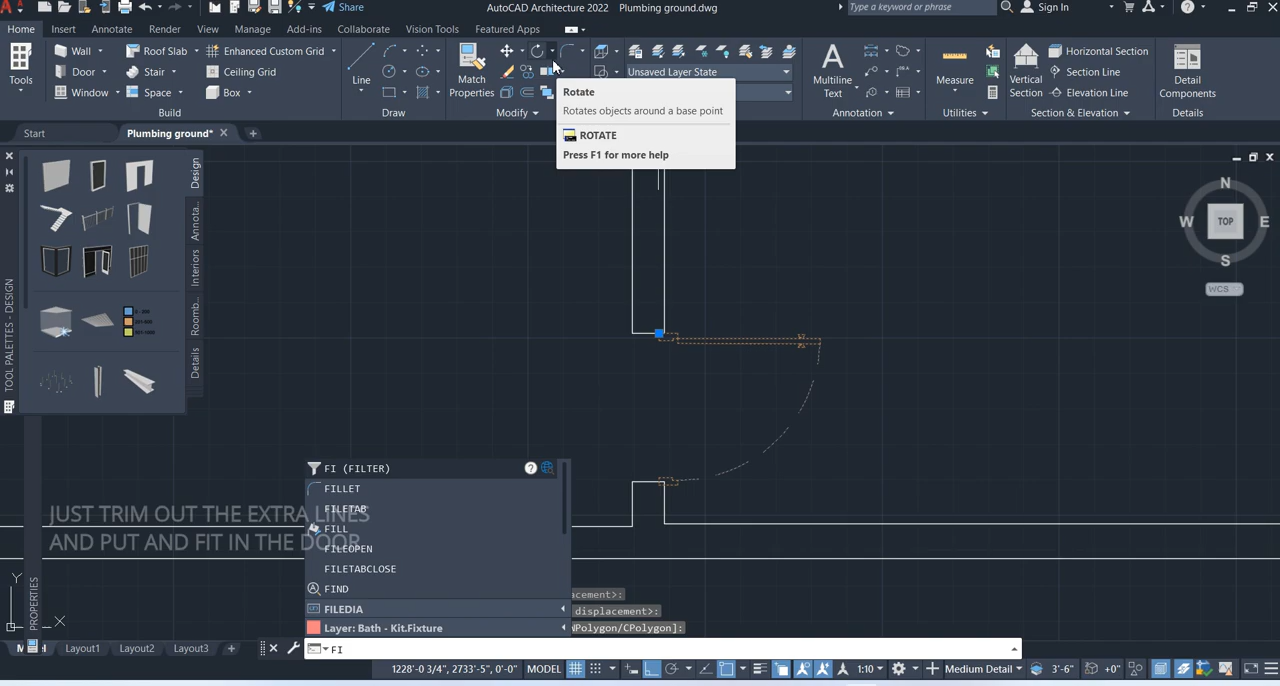 Share
AutoCAD Architecture 2022 Plumbing ground.dwg
Type a keyword or phrase
Sign In
Home Insert Annotate Render View Manage Add-ins Collaborate Vision Tools Featured Apps
Tools
Wall
Door
Window
Roof Slab
Stair
Space
Enhanced Custom Grid
Ceiling Grid
Box
Build
Line
Draw
Match
Properties
Modify
Unsaved Layer State
Multiline
Text
Annotation
Measure
Utilities
Vertical
Section
Horizontal Section
Section Line
Elevation Line
Section & Elevation
Detail
Components
Details
Rotate
Rotates objects around a base point
ROTATE
Press F1 for more help
Start
Plumbing ground*
Design
Annota...
Interiors
Roomb...
Details
TOOL PALETTES - DESIGN
N
W TOP E
S
WCS
JUST TRIM OUT THE EXTRA LINES
AND PUT AND FIT IN THE DOOR
FI (FILTER)
FILLET
FILETAB
FILL
FILEOPEN
FILETABCLOSE
FIND
FILEDIA
Layer: Bath - Kit.Fixture
acement>:
displacement>:
WPolygon/CPolygon]:
FI
PROPERTIES
Y
X
Layout1 Layout2 Layout3
1228'-0 3/4", 2733'-5", 0'-0" MODEL 1:10 Medium Detail 3'-6" +0"